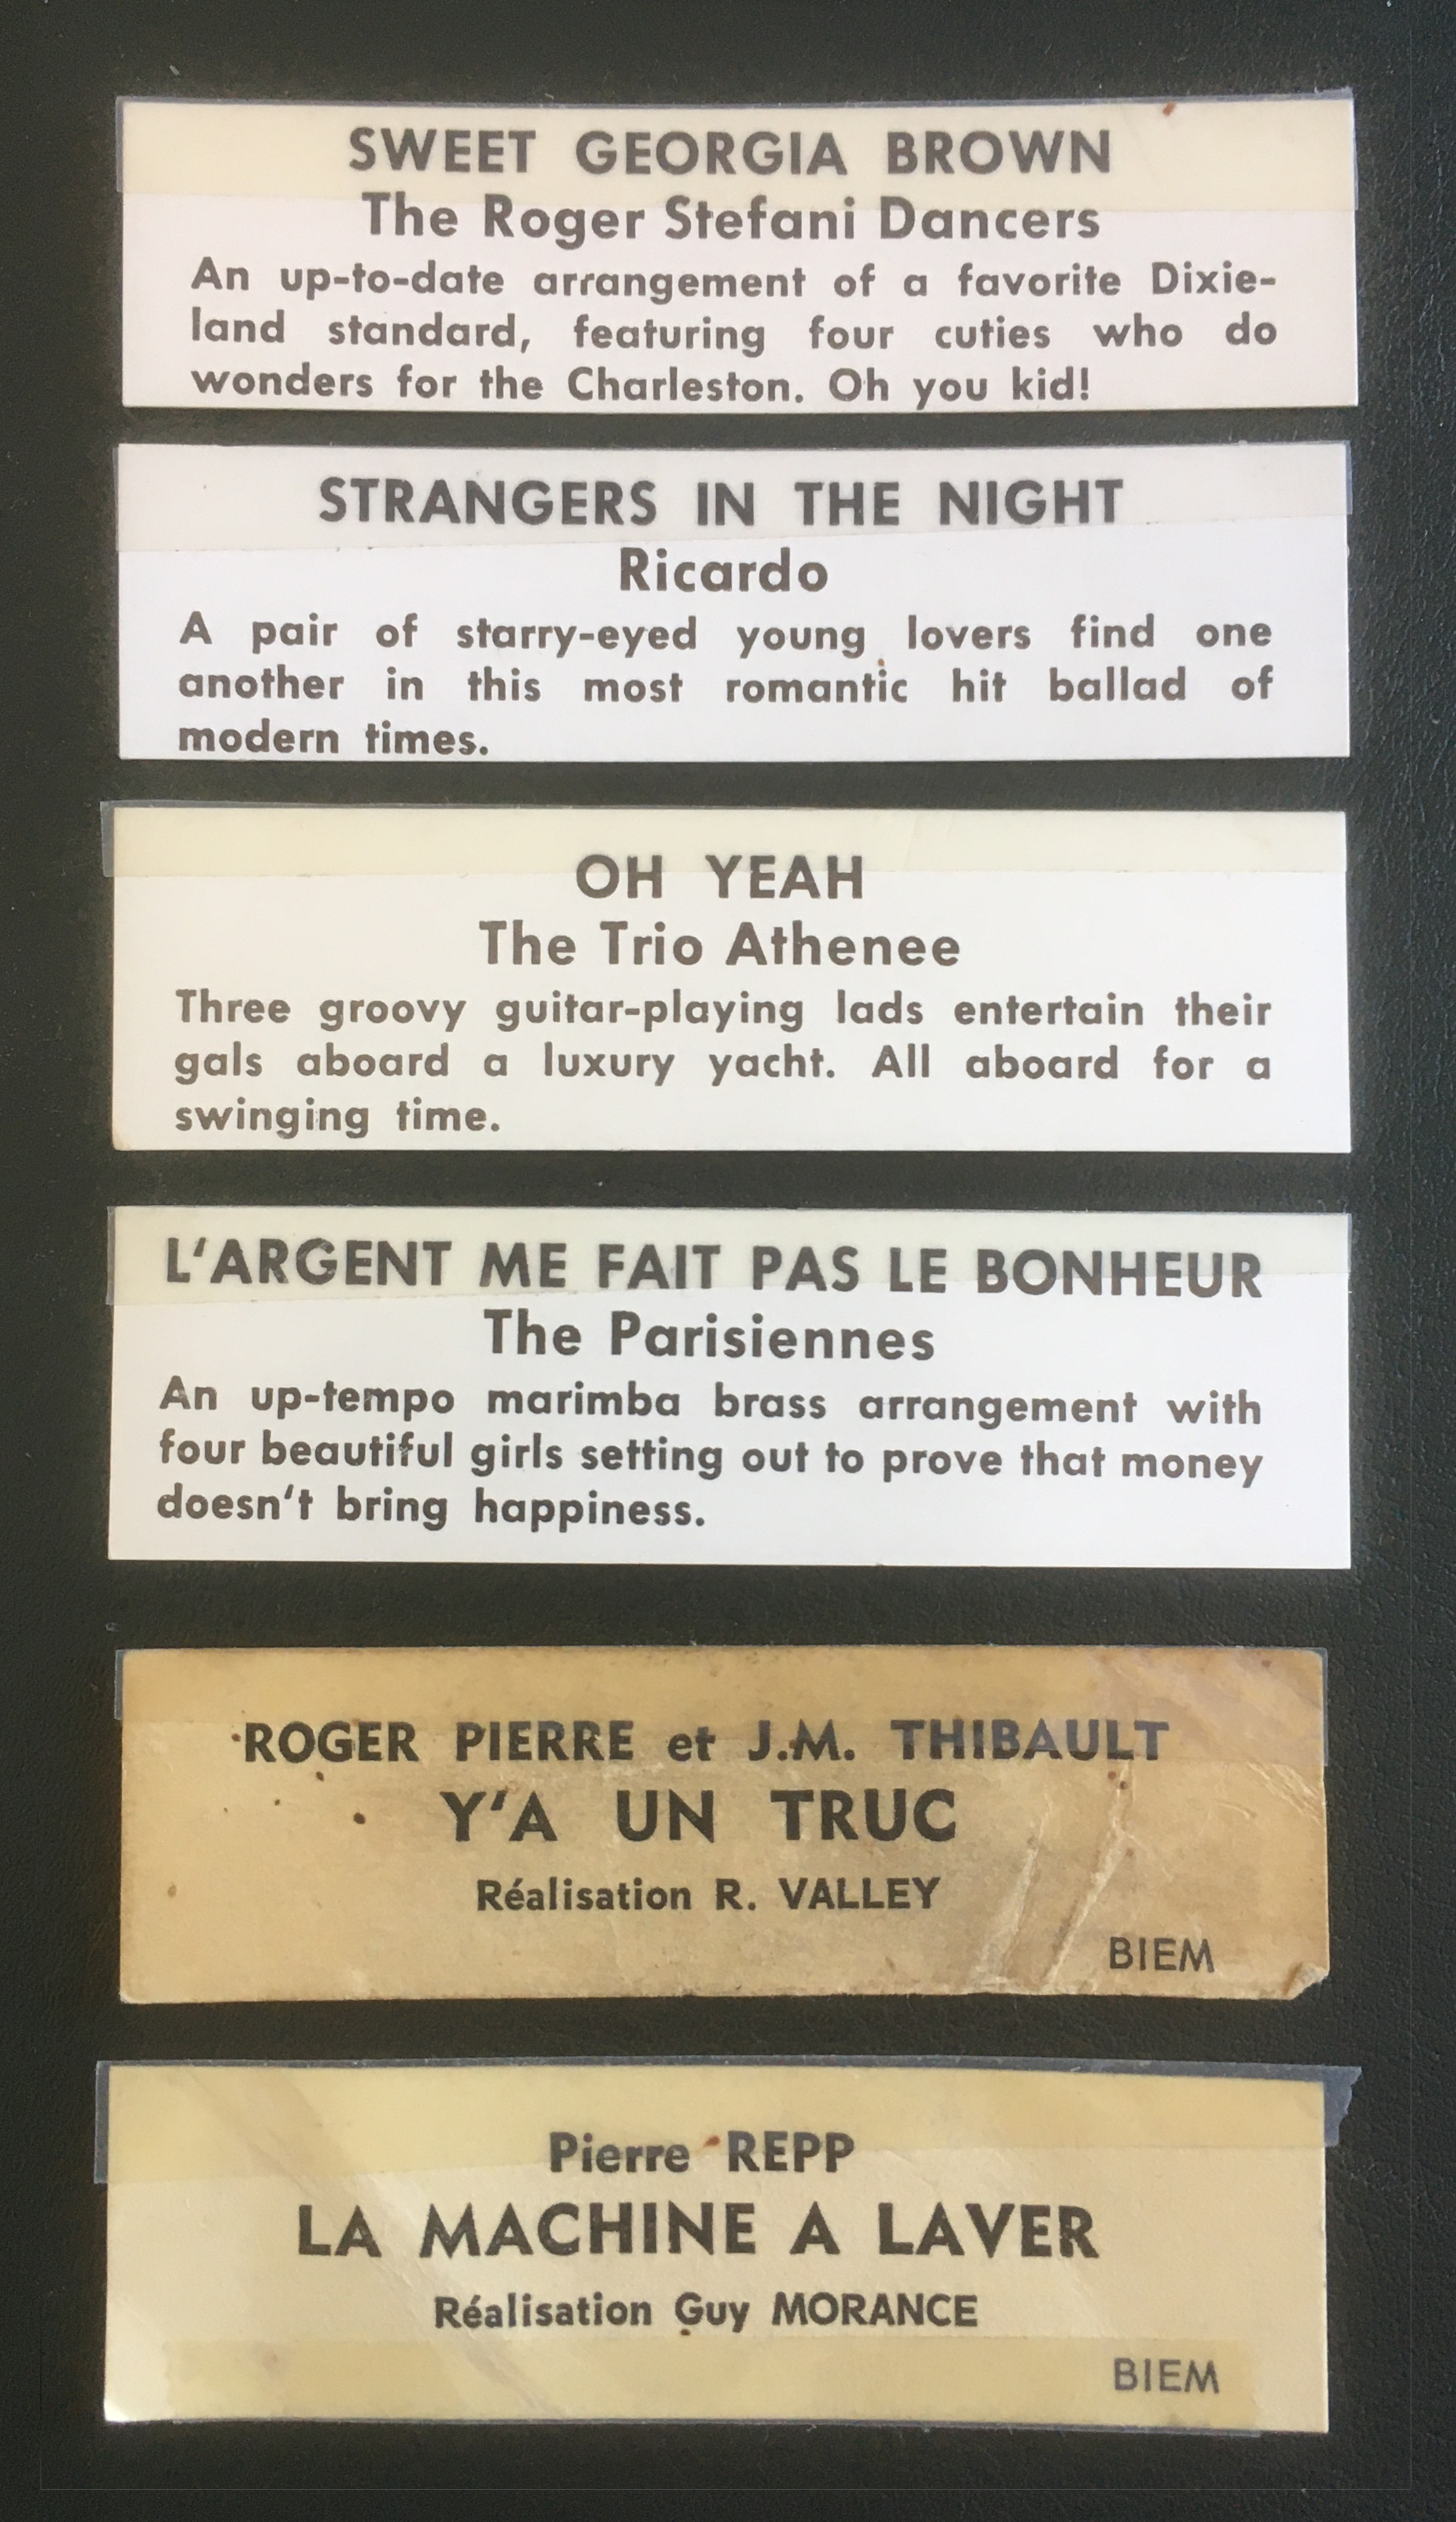 SWEET GEORGIA BROWN
The Roger Stefani Dancers
An up-to-date arrangement of a favorite Dixie-
land standard, featuring four cuties who do
wonders for the Charleston. Oh you kid!
STRANGERS IN THE NIGHT
Ricardo
A pair of starry-eyed young lovers find one
another in this most romantic hit ballad of
modern times.
OH YEAH
The Trio Athenee
Three groovy guitar-playing lads entertain their
gals aboard a luxury yacht. All aboard for a
swinging time.
L'ARGENT ME FAIT PAS LE BONHEUR
The Parisiennes
An up-tempo marimba brass arrangement with
four beautiful girls setting out to prove that money
doesn't bring happiness.
ROGER PIERRE et J.M. THIBAULT
Y'A UN TRUC
Réalisation R. VALLEY
BIEM
Pierre REPP
LA MACHINE A LAVER
Réalisation Guy MORANCE
BIEM